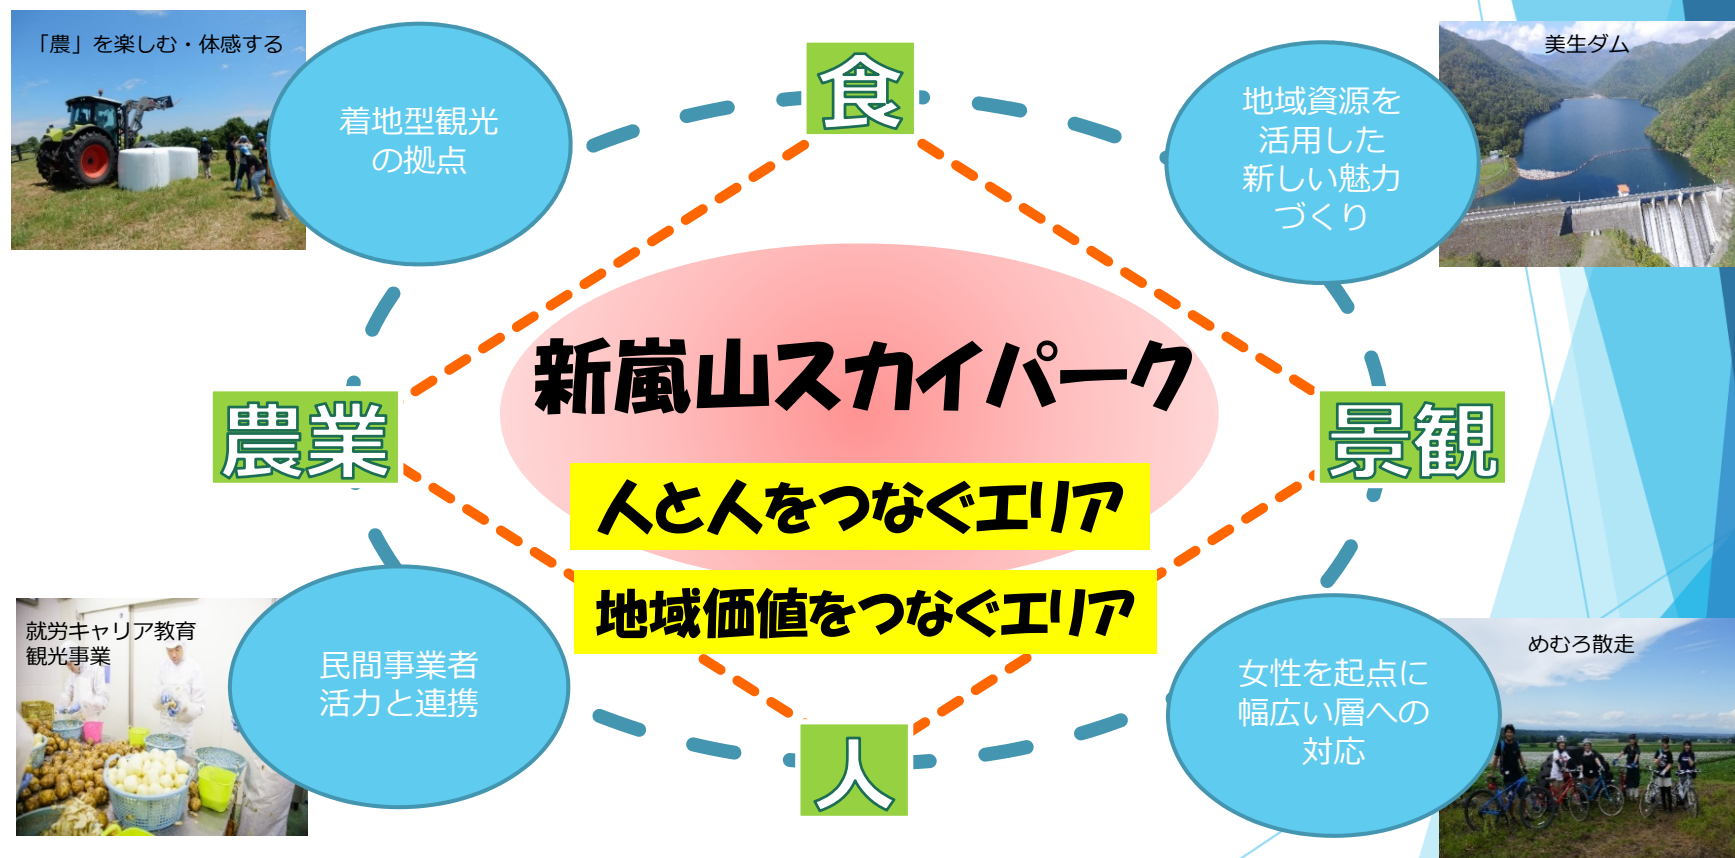 「農」を楽しむ・体感する
着地型観光
の拠点
食
地域資源を
活用した
新しい魅力
づくり
美生ダム
新嵐山スカイパーク
農業
景観
人と人をつなぐエリア
地域価値をつなぐエリア
就労キャリア教育
観光事業
民間事業者
活力と連携
人
女性を起点に
幅広い層への
対応
めむろ散走